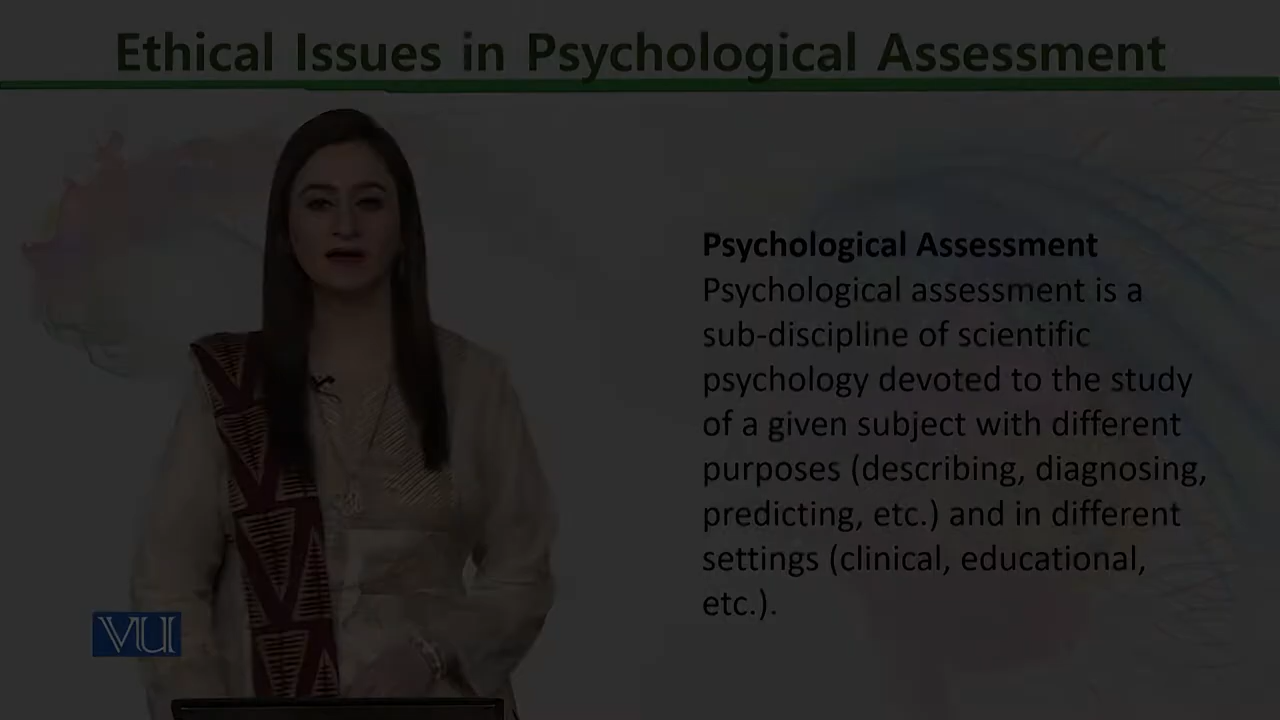 Ethical Issues in Psychological Assessment
Psychological Assessment
Psychological assessment is a
sub-discipline of scientific
psychology devoted to the study
of a given subject with different
purposes (describing, diagnosing,
predicting, etc.) and in different
settings (clinical, educational,
etc.).
VU